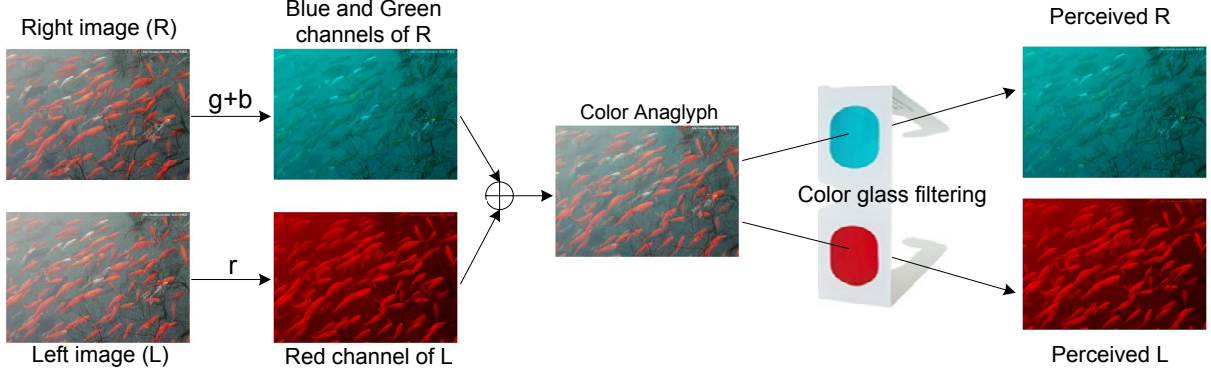 Right image (R)
Blue and Green
channels of R
Perceived R
g+b
Color Anaglyph
Color glass filtering
r
Left image (L)
Red channel of L
Perceived L